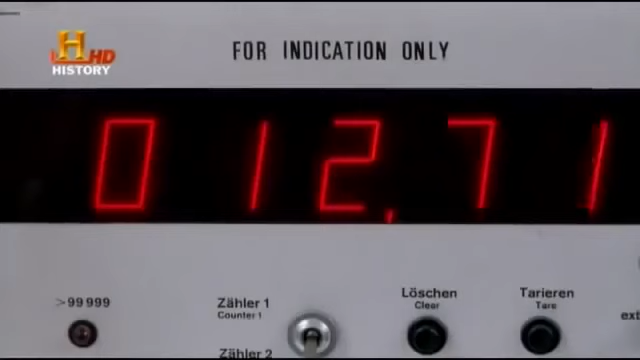 H HD
HISTORY
FOR INDICATION ONLY
012,71
>99 999
Zähler 1
Counter 1
Zähler 2
Löschen
Clear
Tarieren
Tare
ext